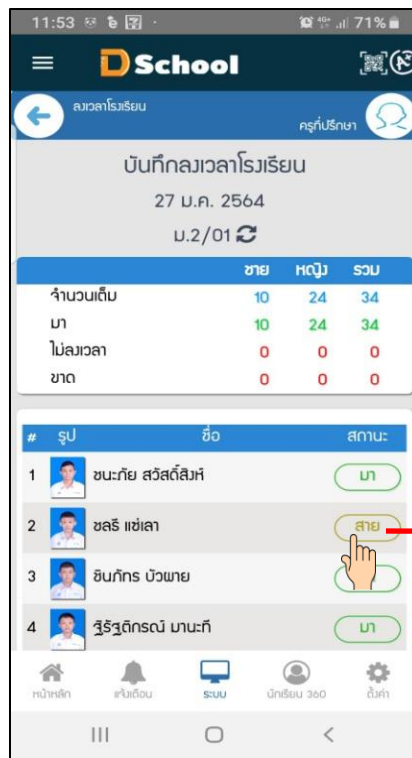 11:53 71%
DSchool
ลงเวลาโรงเรียน
ครูที่ปรึกษา
บันทึกลงเวลาโรงเรียน
27 ม.ค. 2564
ม.2/01
ชาย หญิง รวม
จำนวนเต็ม 10 24 34
มา 10 24 34
ไม่ลงเวลา 0 0 0
ขาด 0 0 0
# รูป ชื่อ สถานะ
1 ชนะภัย สวัสดิ์สิงห์ มา
2 ชลธี แซ่เลา สาย
3 ชินภัทร บัวผาย
4 ฐิรัฐติกรณ์ มานะที มา
หน้าหลัก แจ้งเตือน ระบบ นักเรียน 360 ตั้งค่า